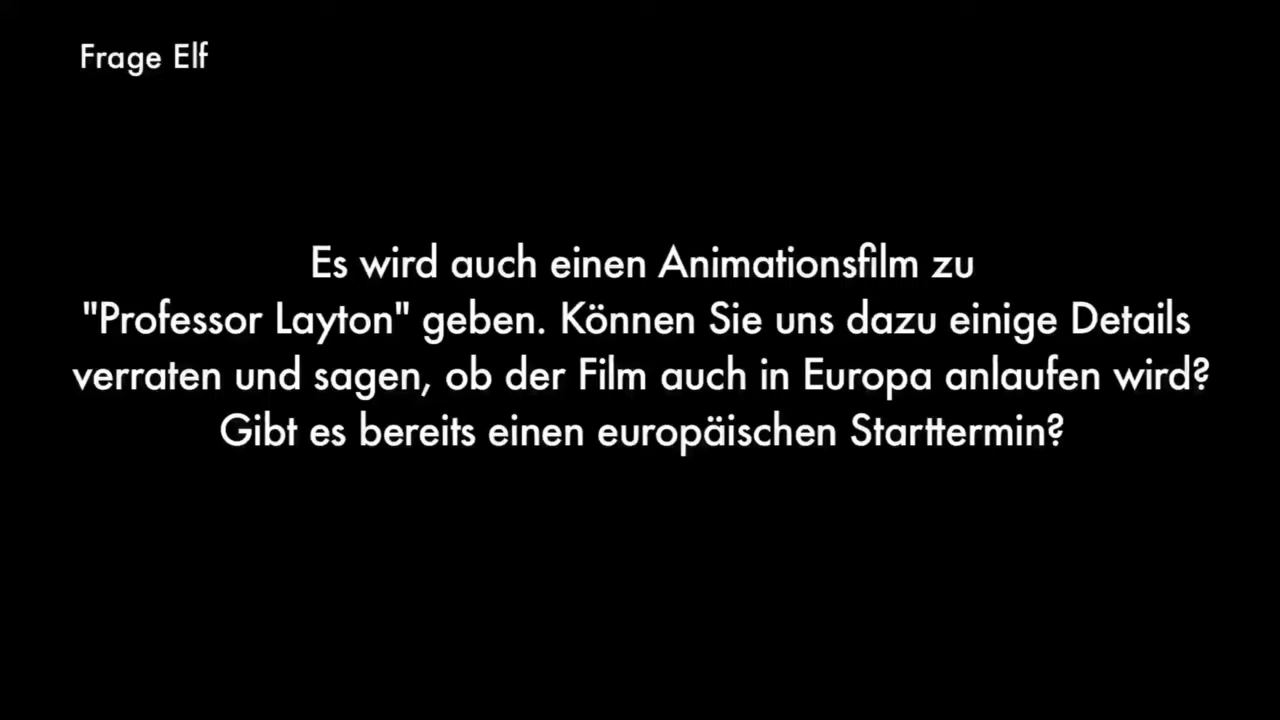 Frage Elf
Es wird auch einen Animationsfilm zu
"Professor Layton" geben. Können Sie uns dazu einige Details
verraten und sagen, ob der Film auch in Europa anlaufen wird?
Gibt es bereits einen europäischen Starttermin?